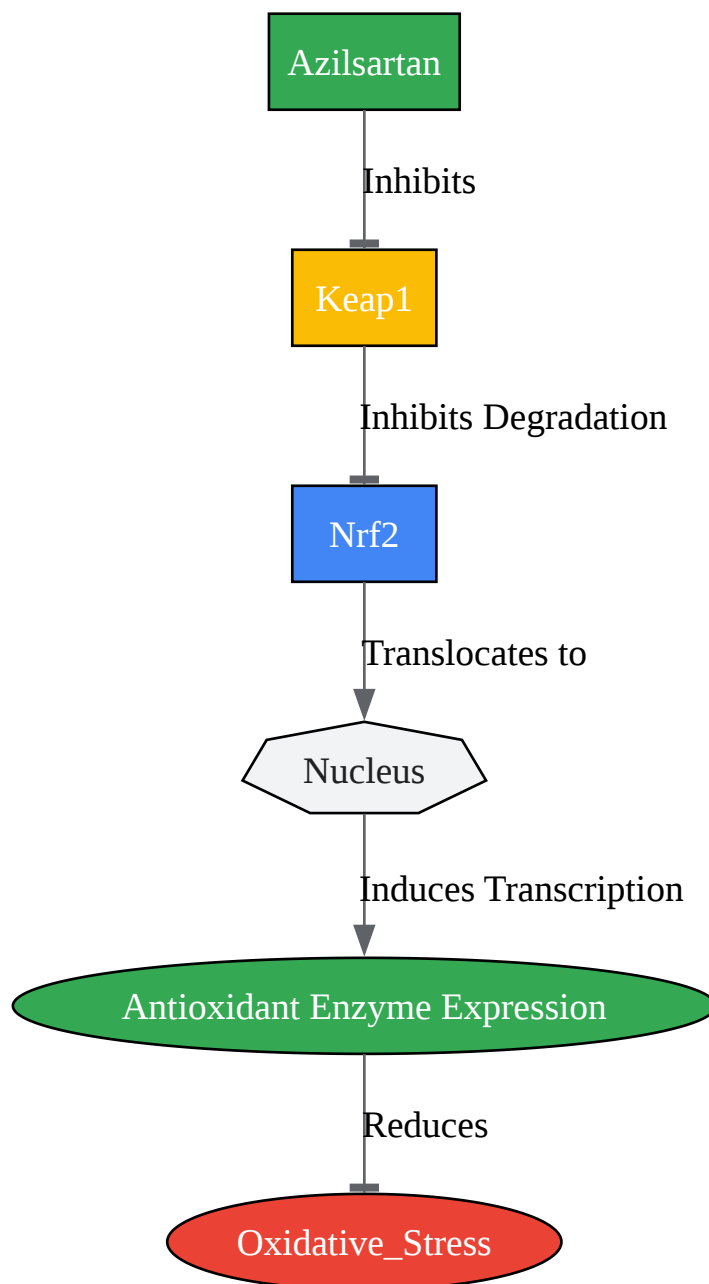 Azilsartan
Inhibits
Keap1
Inhibits Degradation
Nrf2
Translocates to
Nucleus
Induces Transcription
Antioxidant Enzyme Expression
Reduces
Oxidative_Stress